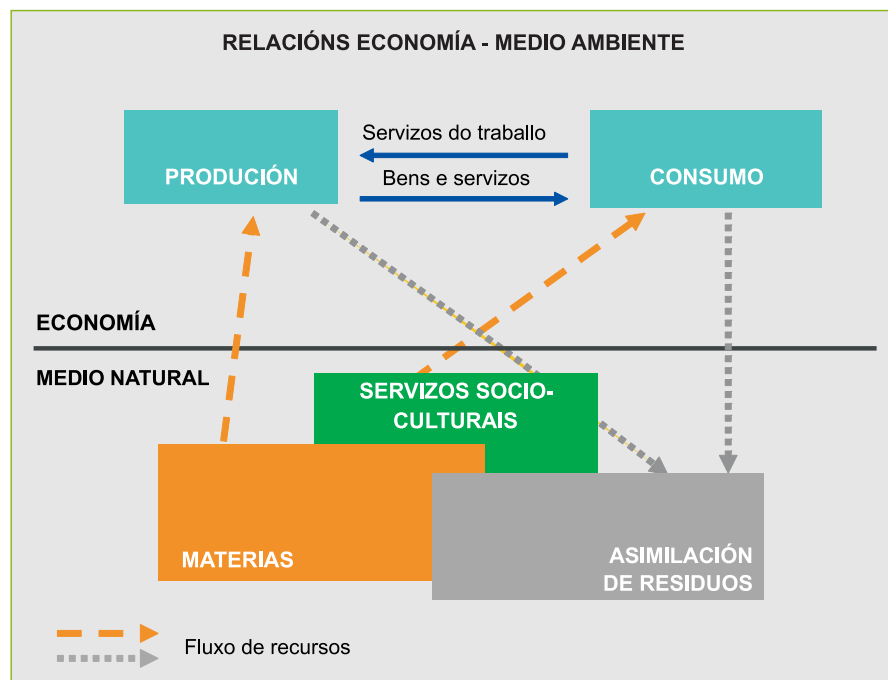 RELACIÓNS ECONOMÍA - MEDIO AMBIENTE
Servizos do traballo
PRODUCIÓN
CONSUMO
Bens e servizos
ECONOMÍA
MEDIO NATURAL
SERVIZOS SOCIO-
CULTURAIS
MATERIAS
ASIMILACIÓN
DE RESIDUOS
Fluxo de recursos